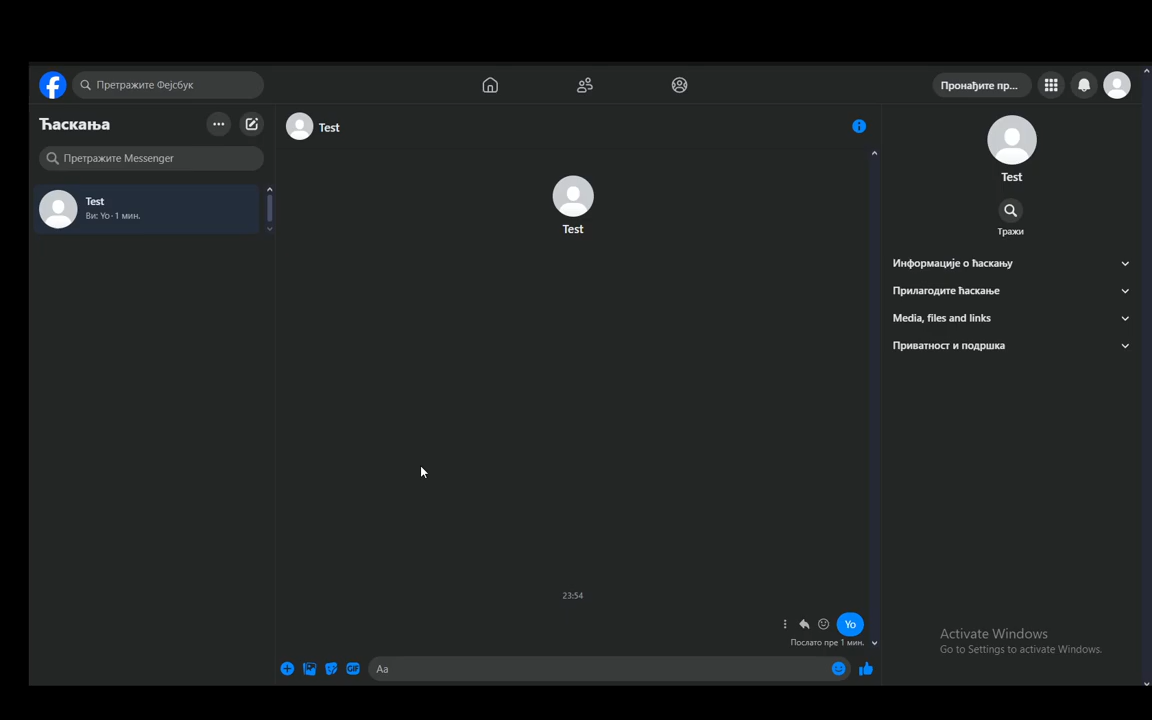 Претражите Фејсбук
Пронађите пр...
Ћаскања
Претражите Messenger
Test
Ви: Yo · 1 мин.
Test
Test
23:54
Yo
Послато пре 1 мин.
GIF
Aa
Test
Тражи
Информације о ћаскању
Прилагодите ћаскање
Media, files and links
Приватност и подршка
Activate Windows
Go to Settings to activate Windows.